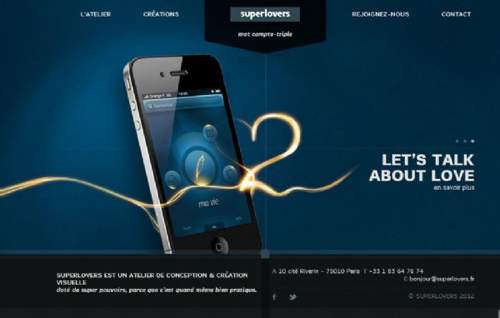 L'ATELIER
CRÉATIONS
superlovers
REJOIGNEZ-NOUS
CONTACT
mot compte-triple
ma vie
LET'S TALK
ABOUT LOVE
en savoir plus
SUPERLOVERS EST UN ATELIER DE CONCEPTION & CRÉATION
VISUELLE
doté de super pouvoirs, parce que c'est quand même bien pratique.
A 10 cité Riverin - 75010 Paris T +33 1 83 64 76 74
E bonjour@superlovers.fr
© SUPERLOVERS 2012